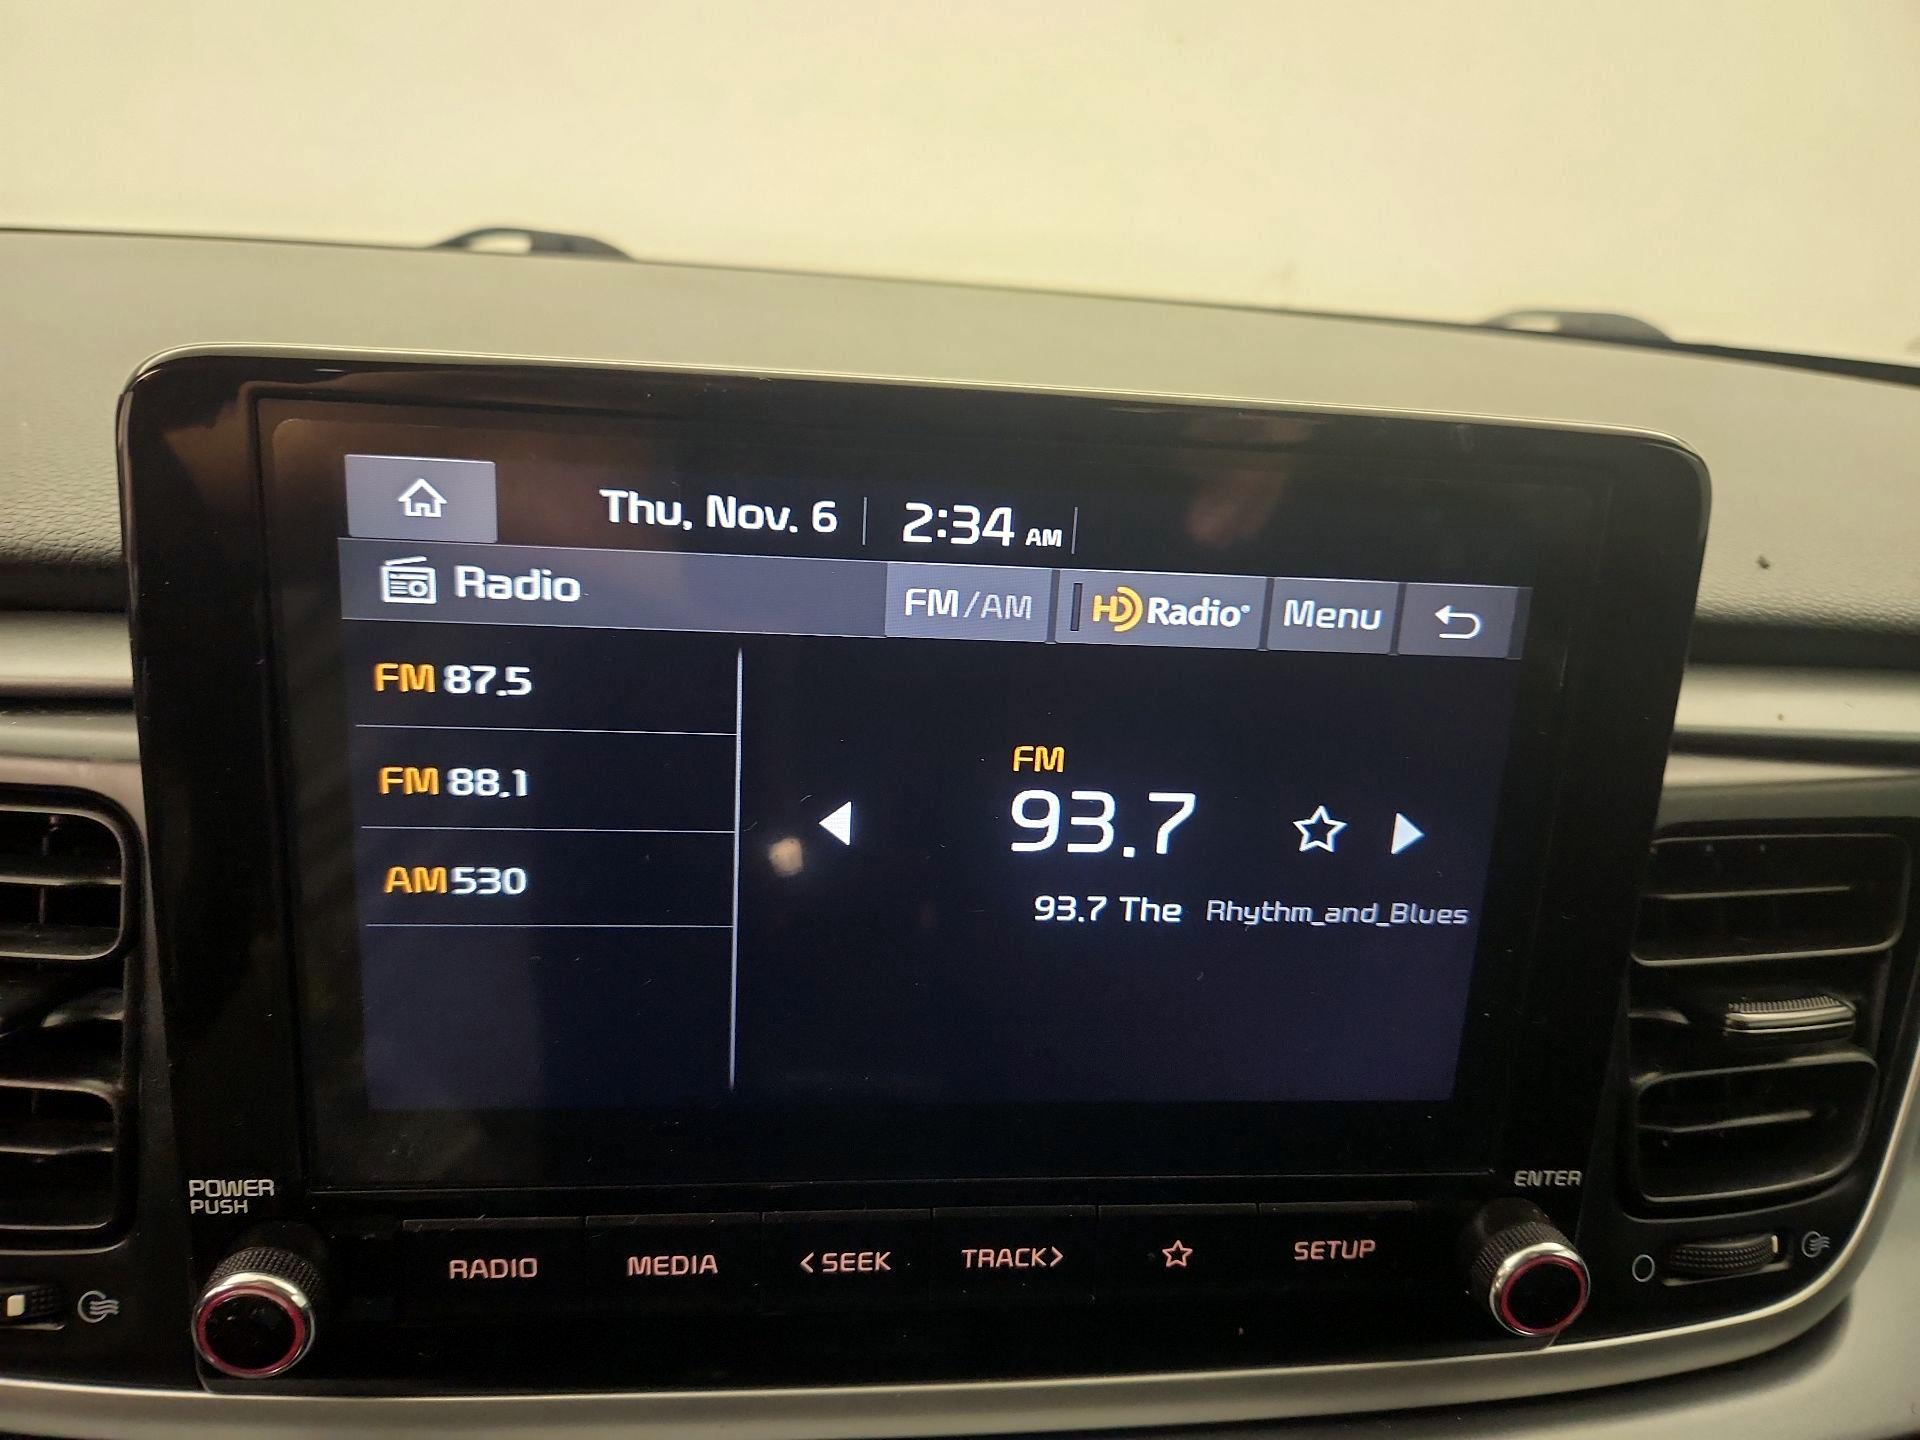 Thu, Nov. 6 2:34 AM
Radio FM/AM HD Radio Menu
FM 87.5
FM 88.1
AM 530
FM
93.7
93.7 The Rhythm_and_Blues
POWER
PUSH
ENTER
RADIO MEDIA < SEEK TRACK > SETUP